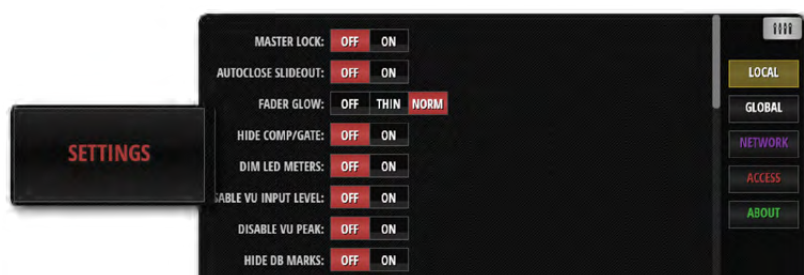 MASTER LOCK: OFF ON
AUTOCLOSE SLIDEOUT: OFF ON
LOCAL
FADER GLOW: OFF THIN NORM
GLOBAL
HIDE COMP/GATE: OFF ON
NETWORK
SETTINGS
DIM LED METERS: OFF ON
ACCESS
ABLE VU INPUT LEVEL: OFF ON
ABOUT
DISABLE VU PEAK: OFF ON
HIDE DB MARKS: OFF ON